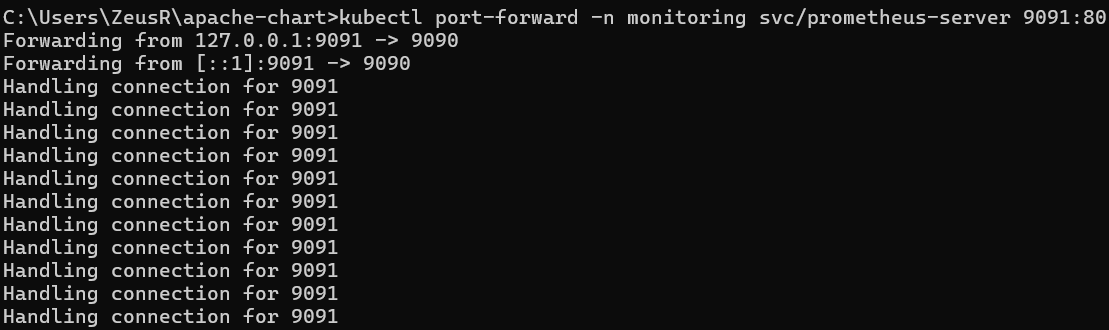 C:\Users\ZeusR\apache-chart>kubectl port-forward -n monitoring svc/prometheus-server 9091:80
Forwarding from 127.0.0.1:9091 -> 9090
Forwarding from [::1]:9091 -> 9090
Handling connection for 9091
Handling connection for 9091
Handling connection for 9091
Handling connection for 9091
Handling connection for 9091
Handling connection for 9091
Handling connection for 9091
Handling connection for 9091
Handling connection for 9091
Handling connection for 9091
Handling connection for 9091